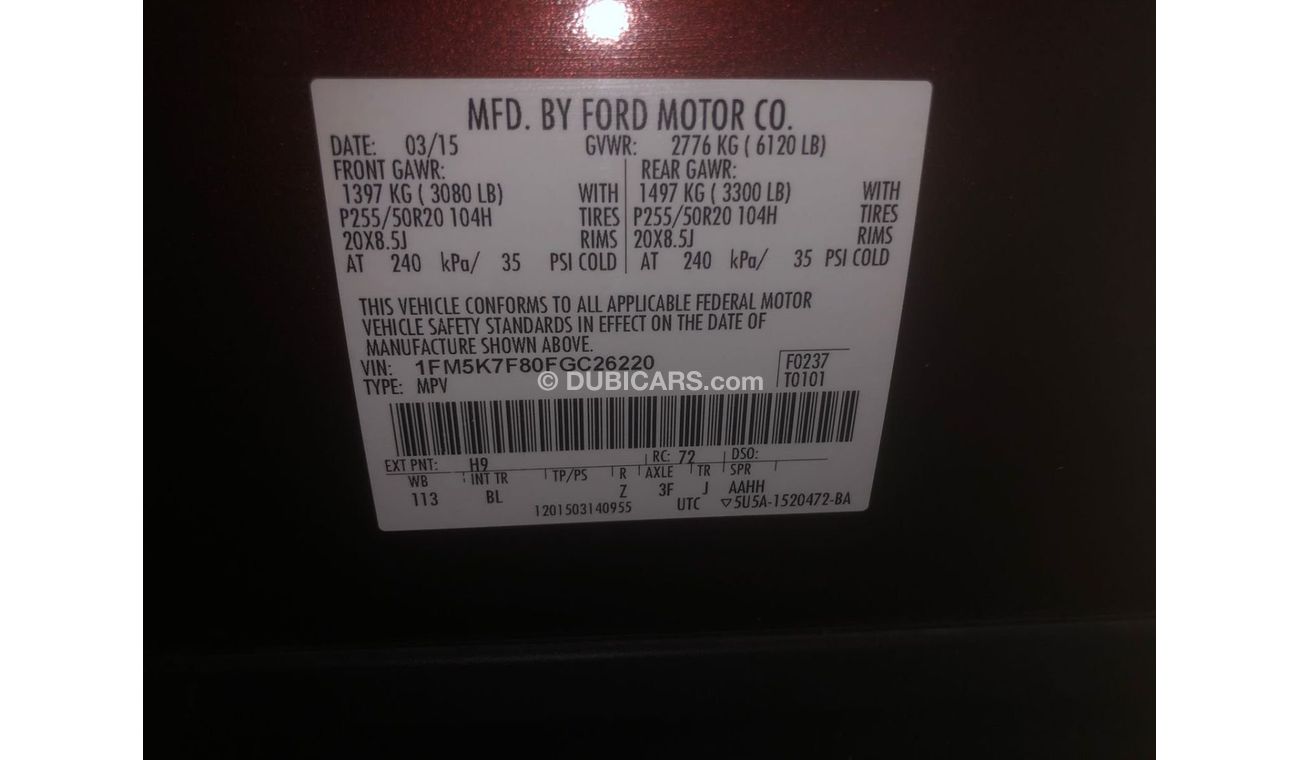 MFD. BY FORD MOTOR CO.
DATE: 03/15 GVWR: 2776 KG ( 6120 LB)
FRONT GAWR: REAR GAWR:
1397 KG ( 3080 LB) WITH 1497 KG ( 3300 LB) WITH
P255/50R20 104H TIRES P255/50R20 104H TIRES
20X8.5J RIMS 20X8.5J RIMS
AT 240 kPa/ 35 PSI COLD AT 240 kPa/ 35 PSI COLD
THIS VEHICLE CONFORMS TO ALL APPLICABLE FEDERAL MOTOR
VEHICLE SAFETY STANDARDS IN EFFECT ON THE DATE OF
MANUFACTURE SHOWN ABOVE.
VIN: 1FM5K7F80FGC26220 F0237
TYPE: MPV T0101
© DUBICARS.com
EXT PNT: H9 RC: 72 DSO:
WB INT TR TP/PS R AXLE TR SPR
113 BL Z 3F J AAHH
1201503140955 UTC ▽5U5A-1520472-BA